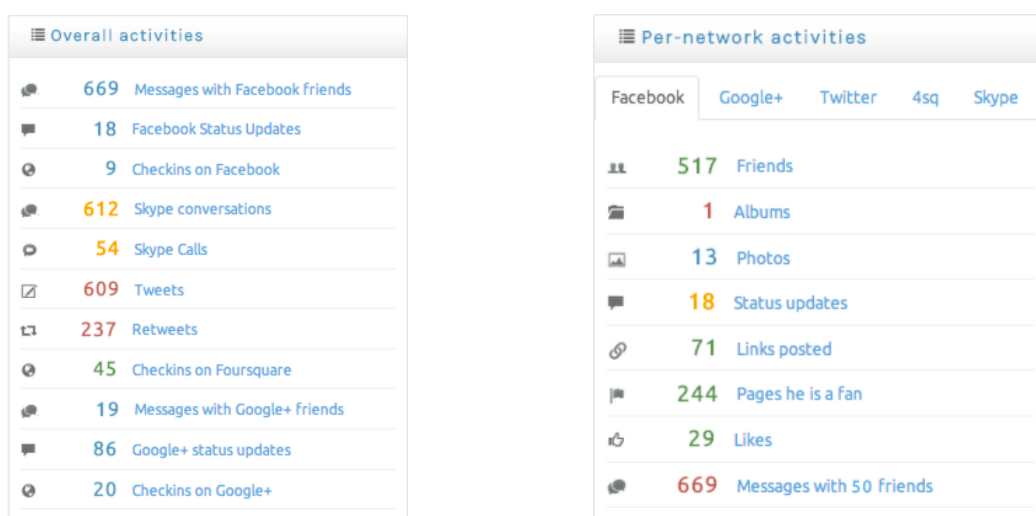 Overall activities
669 Messages with Facebook friends
18 Facebook Status Updates
9 Checkins on Facebook
612 Skype conversations
54 Skype Calls
609 Tweets
237 Retweets
45 Checkins on Foursquare
19 Messages with Google+ friends
86 Google+ status updates
20 Checkins on Google+
Per-network activities
Facebook Google+ Twitter 4sq Skype
517 Friends
1 Albums
13 Photos
18 Status updates
71 Links posted
244 Pages he is a fan
29 Likes
669 Messages with 50 friends